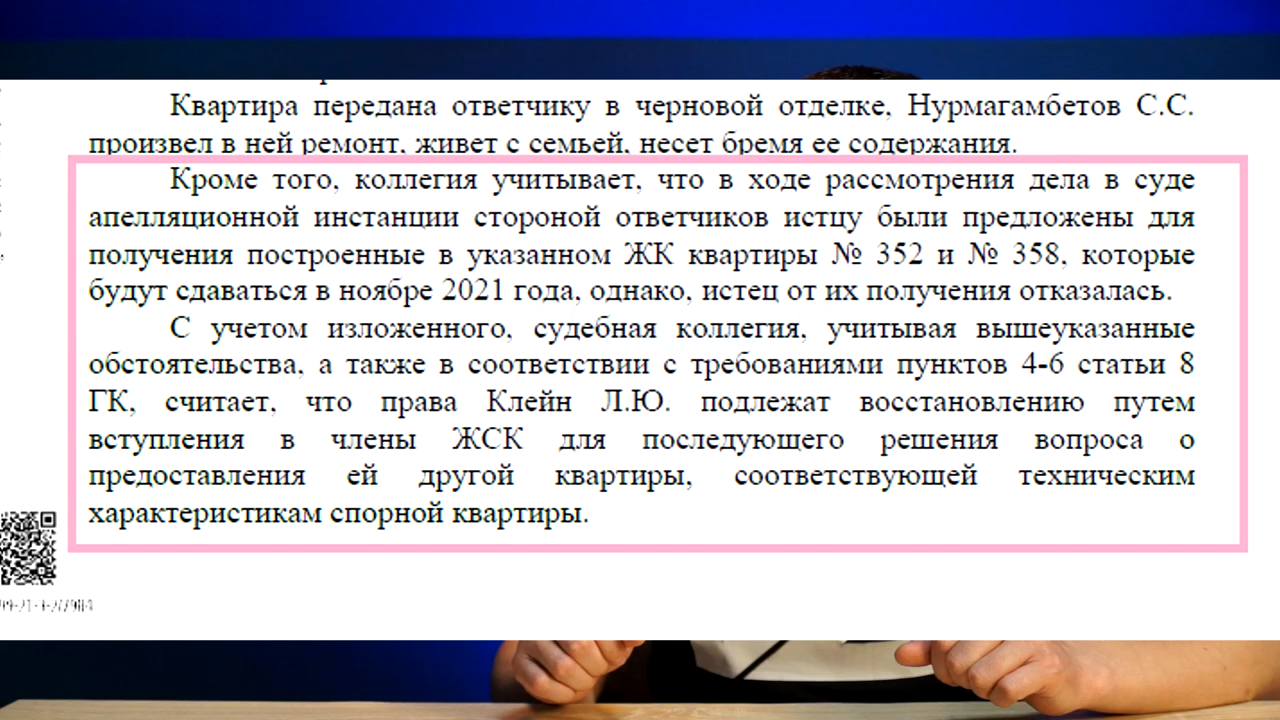 Квартира передана ответчику в черновой отделке, Нурмагамбетов С.С.
произвел в ней ремонт, живет с семьей, несет бремя ее содержания.
Кроме того, коллегия учитывает, что в ходе рассмотрения дела в суде
апелляционной инстанции стороной ответчиков истцу были предложены для
получения построенные в указанном ЖК квартиры № 352 и № 358, которые
будут сдаваться в ноябре 2021 года, однако, истец от их получения отказалась.
С учетом изложенного, судебная коллегия, учитывая вышеуказанные
обстоятельства, а также в соответствии с требованиями пунктов 4-6 статьи 8
ГК, считает, что права Клейн Л.Ю. подлежат восстановлению путем
вступления в члены ЖСК для последующего решения вопроса о
предоставления ей другой квартиры, соответствующей техническим
характеристикам спорной квартиры.